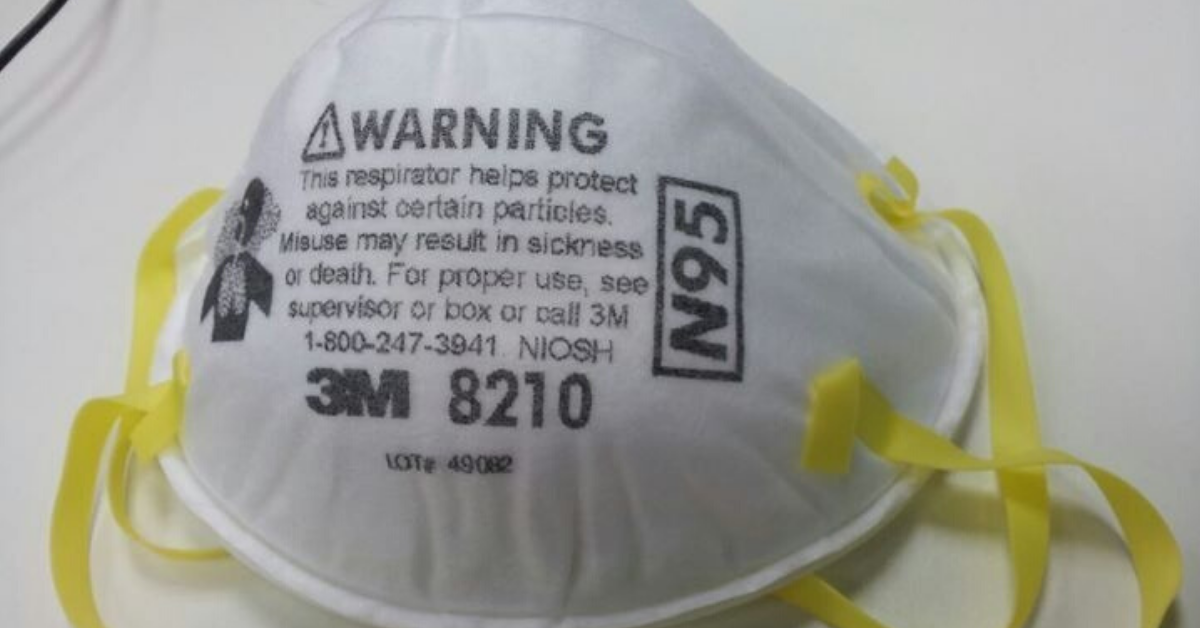 WARNING
This respirator helps protect
against certain particles.
Misuse may result in sickness
or death. For proper use, see
supervisor or box or call 3M
1-800-247-3941. NIOSH
3M 8210
LOT# 49082
N95